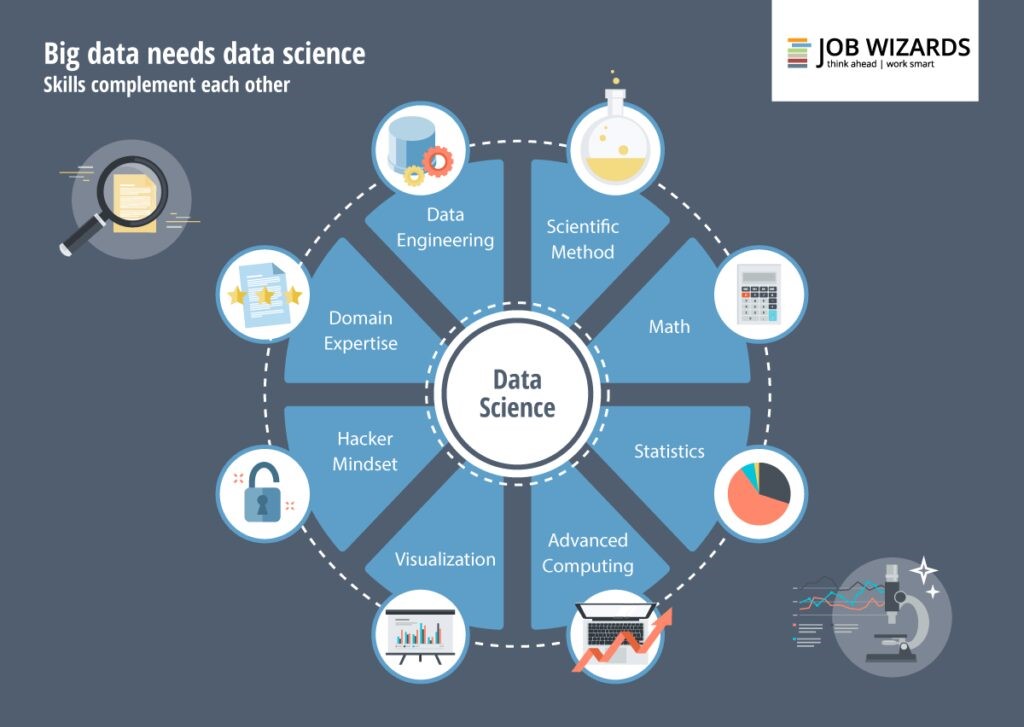 Big data needs data science
Skills complement each other
JOB WIZARDS
think ahead | work smart
Data
Engineering
Scientific
Method
Domain
Expertise
Math
Data
Science
Hacker
Mindset
Statistics
Visualization
Advanced
Computing